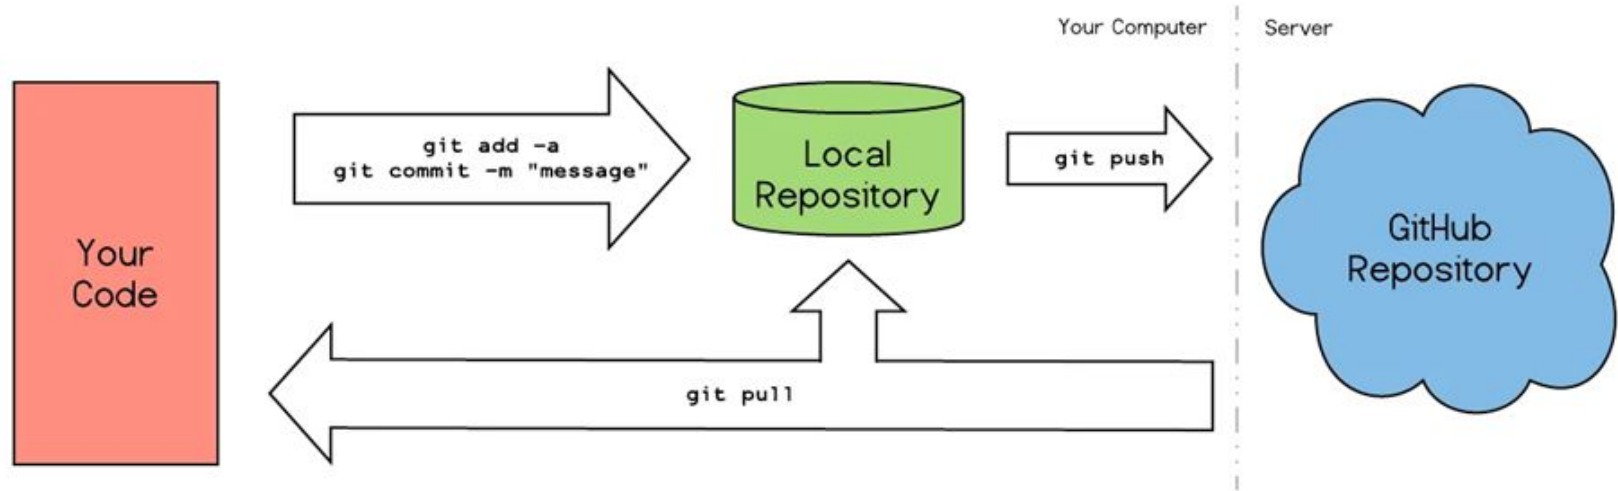 Your Computer
Server
git add -a
git commit -m "message"
Local
Repository
git push
Your
Code
GitHub
Repository
git pull